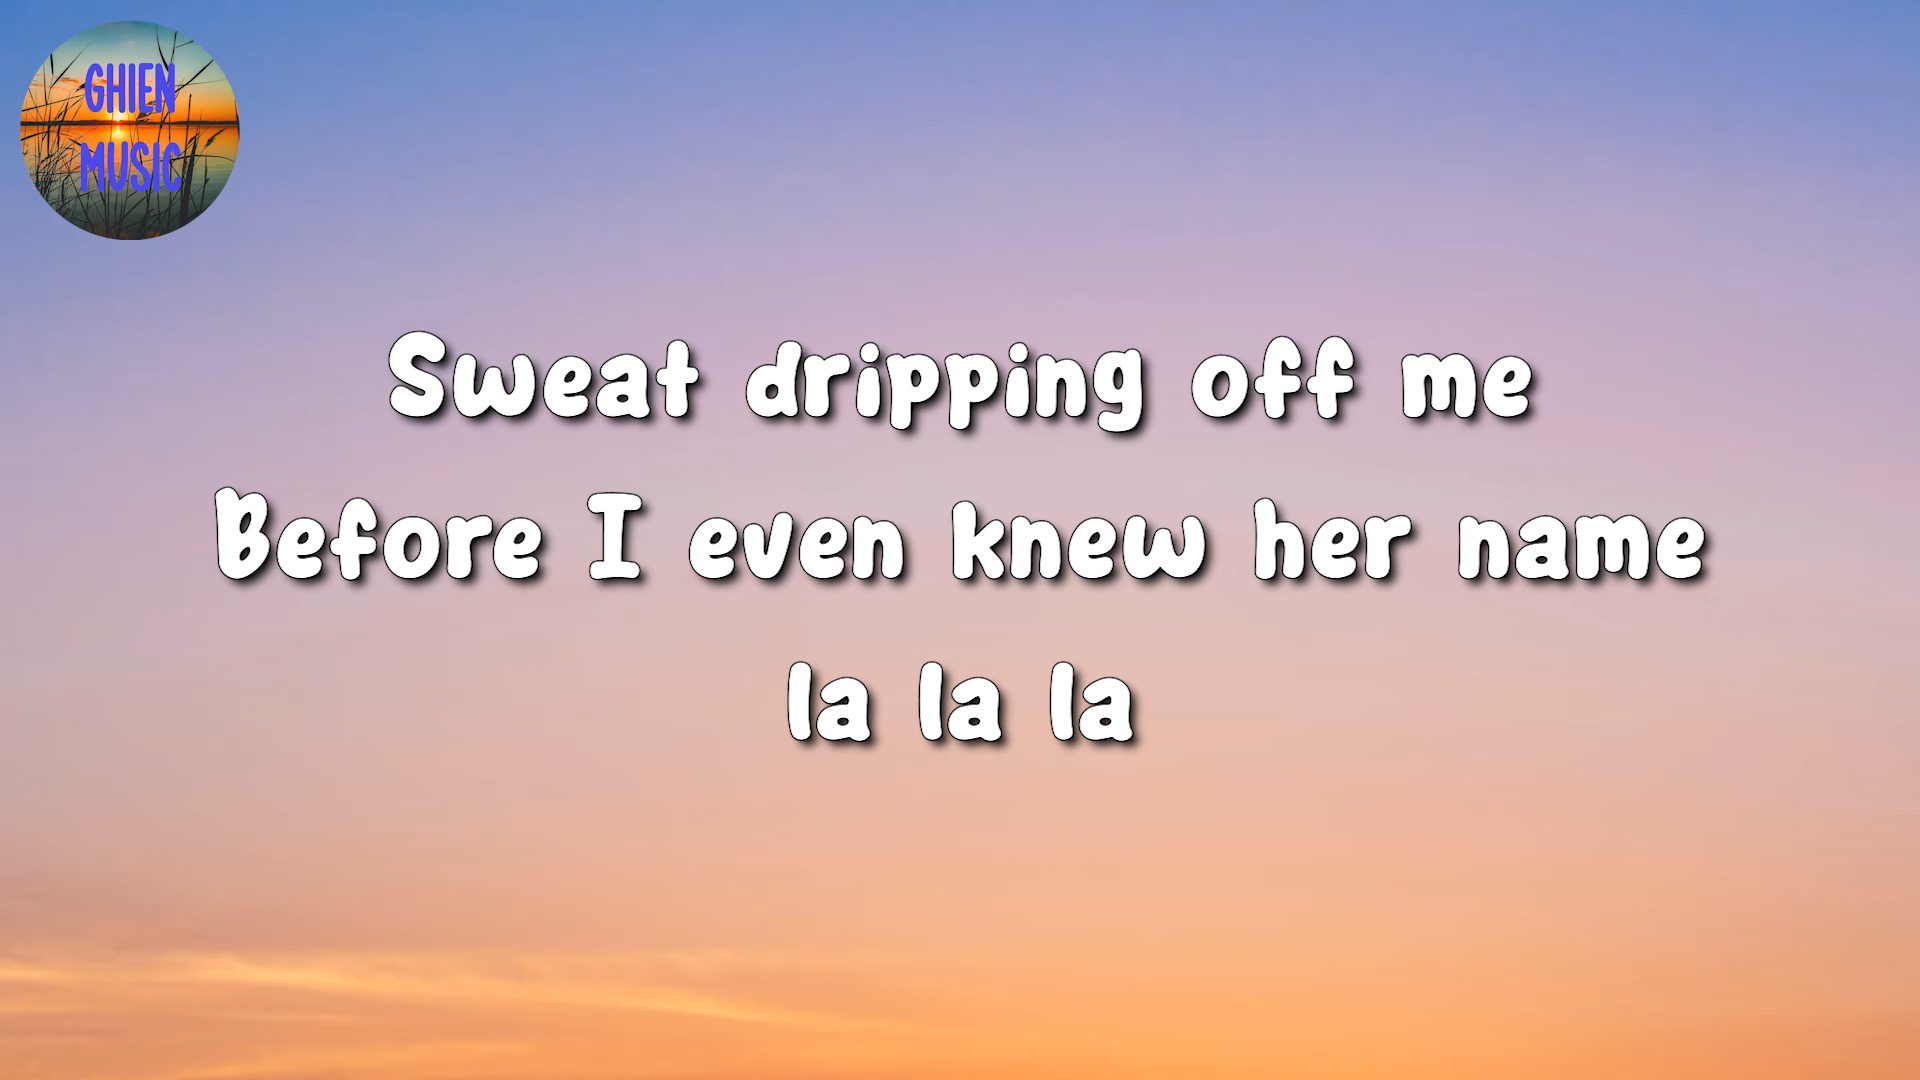 GHIEN
MUSIC
Sweat dripping off me
Before I even knew her name
la la la